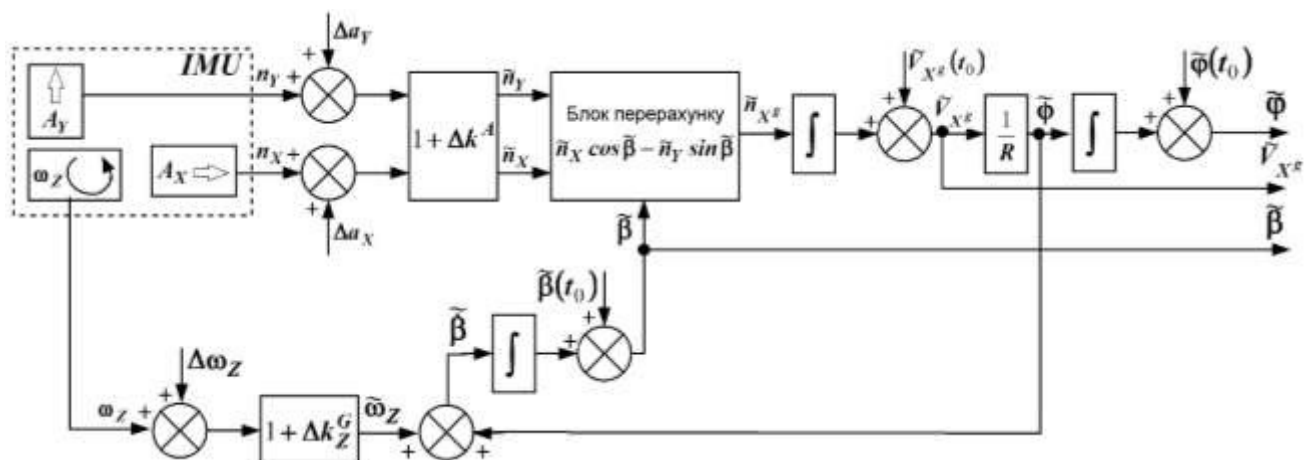 Δa_Y
IMU
n_Y +
+
A_Y
ω_Z
A_X
n_X +
+
Δa_X
1 + Δk^A
ñ_Y
ñ_X
Блок перерахунку
ñ_X cos β̃ − ñ_Y sin β̃
ñ_{X^g}
∫
Ṽ_{X^g}(t_0)
+
+
Ṽ_{X^g}
1/R
φ̃
∫
φ̃(t_0)
+
+
φ̃
Ṽ_{X^g}
β̃
β̃
β̃(t_0)
+
+
β̃
∫
Δω_Z
+
ω_Z +
1 + Δk_Z^G
ω̃_Z
+
+